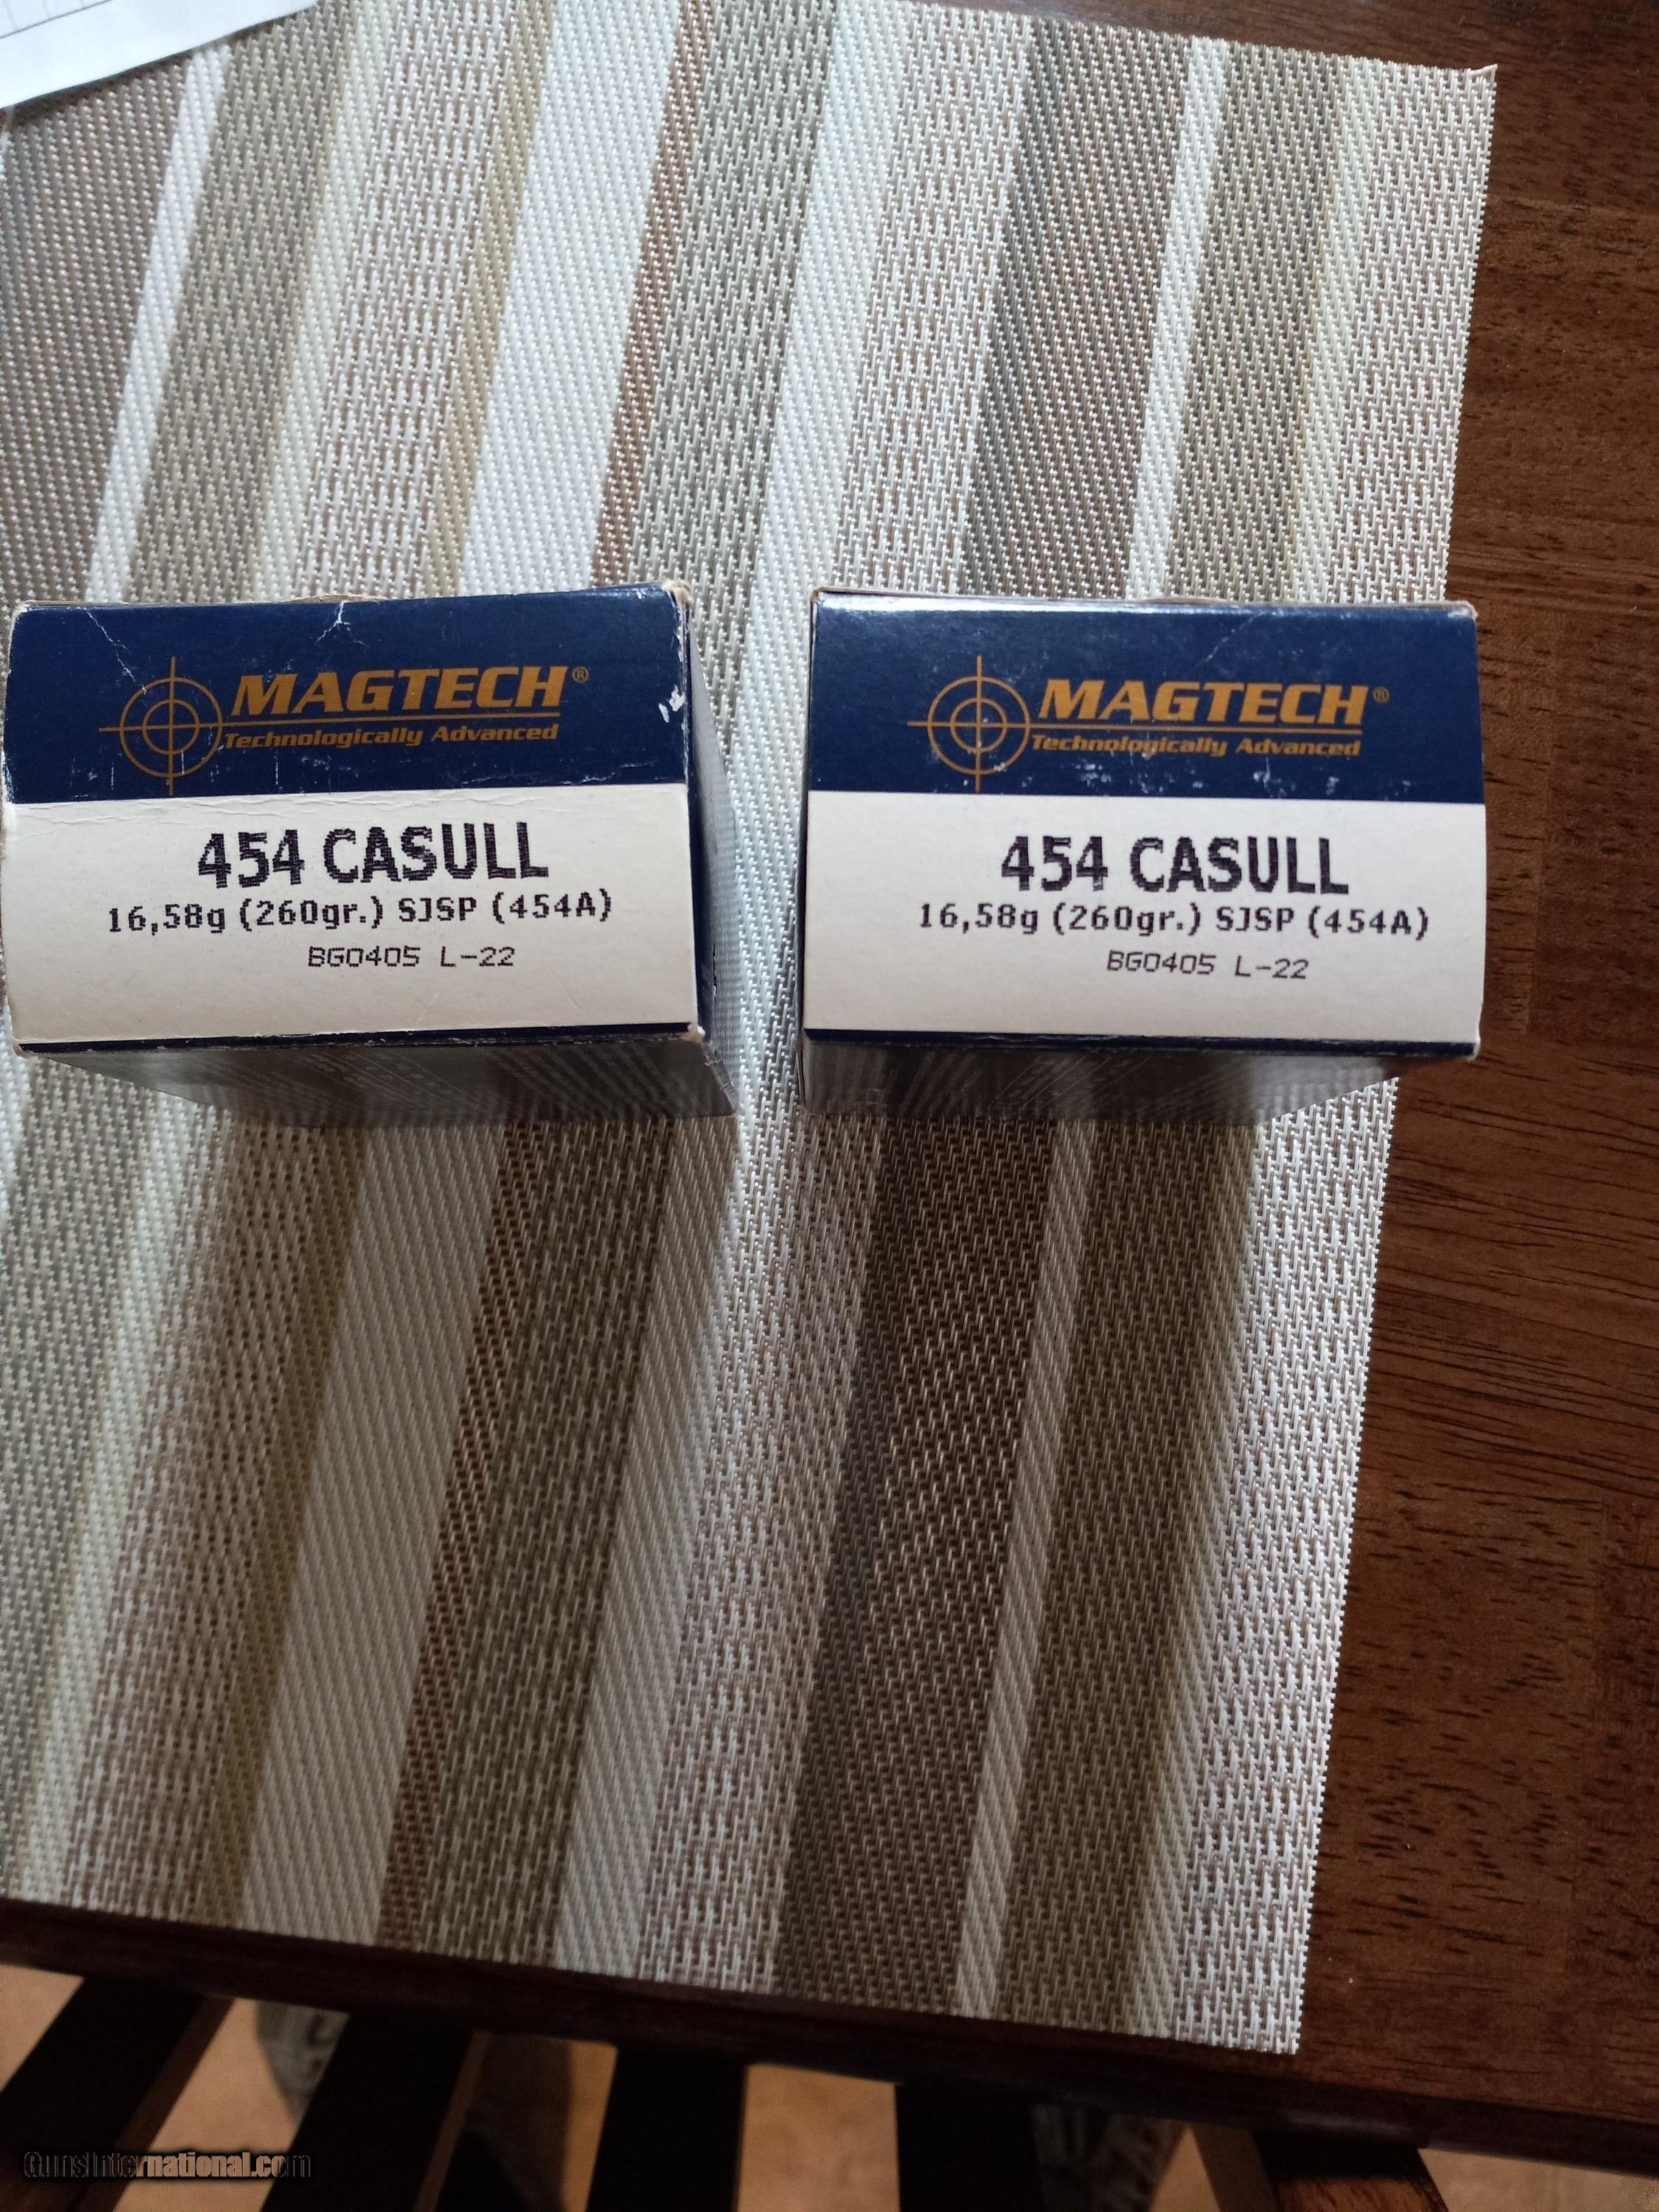 MAGTECH®
Technologically Advanced
454 CASULL
16,58g (260gr.) SJSP (454A)
BG0405 L-22
MAGTECH®
Technologically Advanced
454 CASULL
16,58g (260gr.) SJSP (454A)
BG0405 L-22
GunsInternational.com